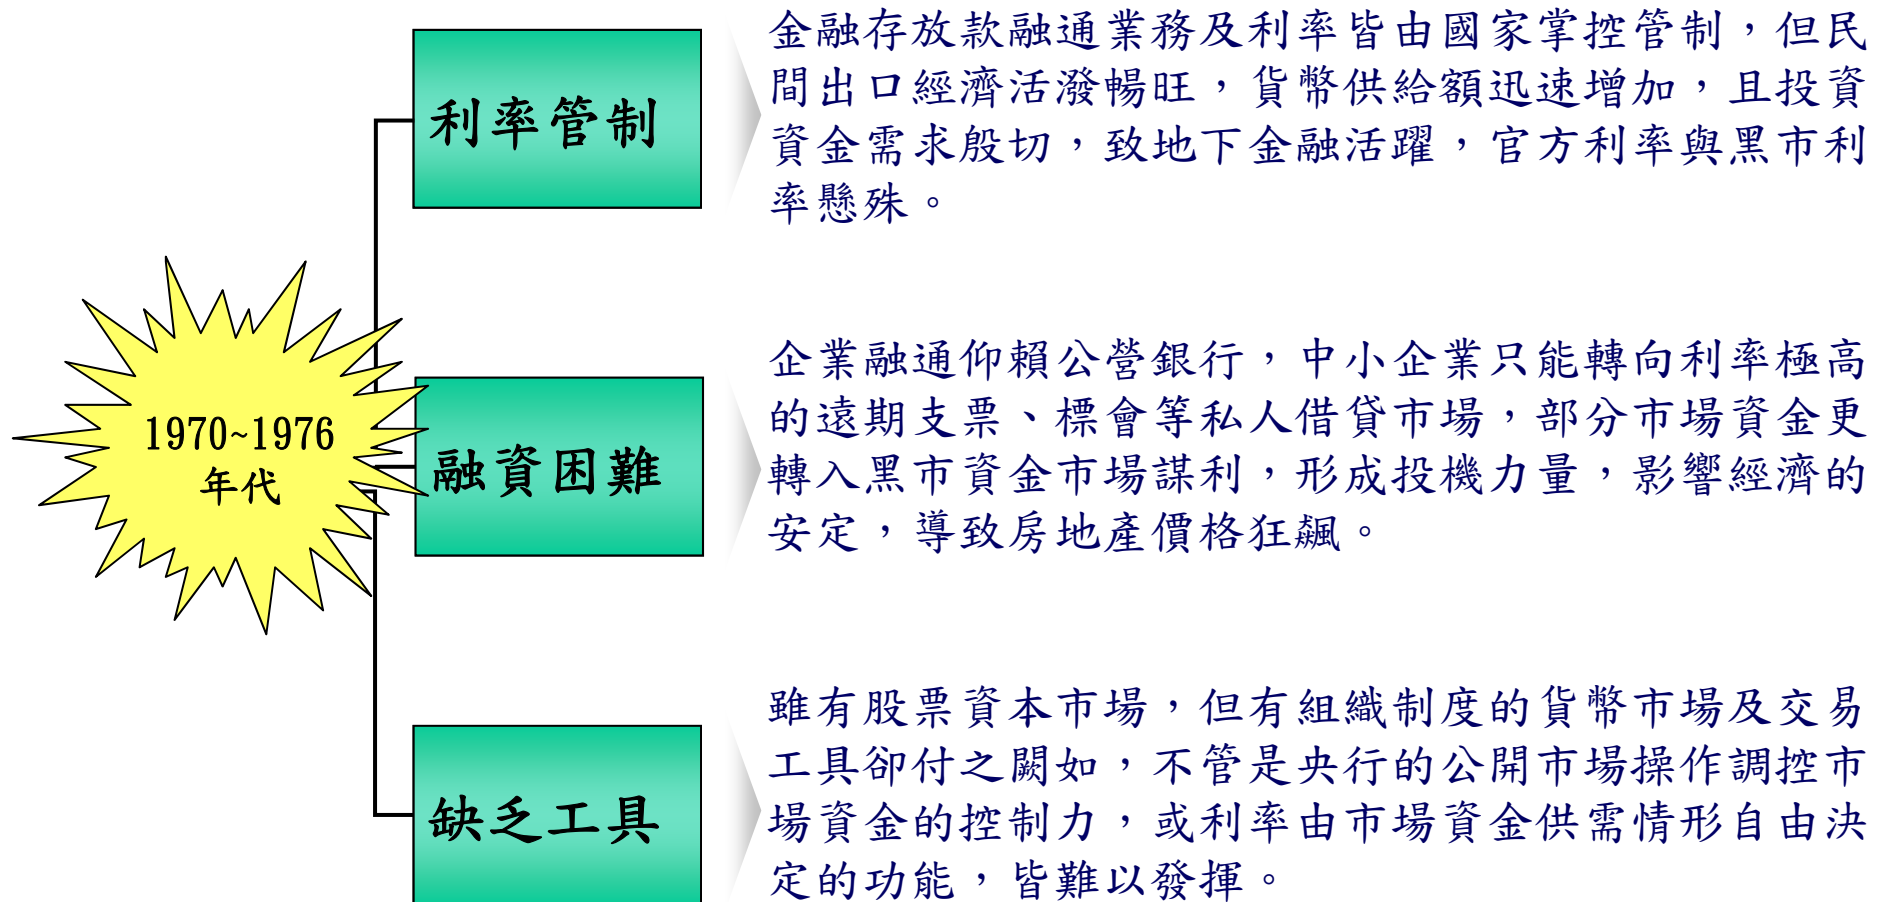 利率管制
金融存放款融通業務及利率皆由國家掌控管制，但民
間出口經濟活潑暢旺，貨幣供給額迅速增加，且投資
資金需求殷切，致地下金融活躍，官方利率與黑市利
率懸殊。
1970~1976
年代
融資困難
企業融通仰賴公營銀行，中小企業只能轉向利率極高
的遠期支票、標會等私人借貸市場，部分市場資金更
轉入黑市資金市場謀利，形成投機力量，影響經濟的
安定，導致房地產價格狂飆。
缺乏工具
雖有股票資本市場，但有組織制度的貨幣市場及交易
工具卻付之闕如，不管是央行的公開市場操作調控市
場資金的控制力，或利率由市場資金供需情形自由決
定的功能，皆難以發揮。